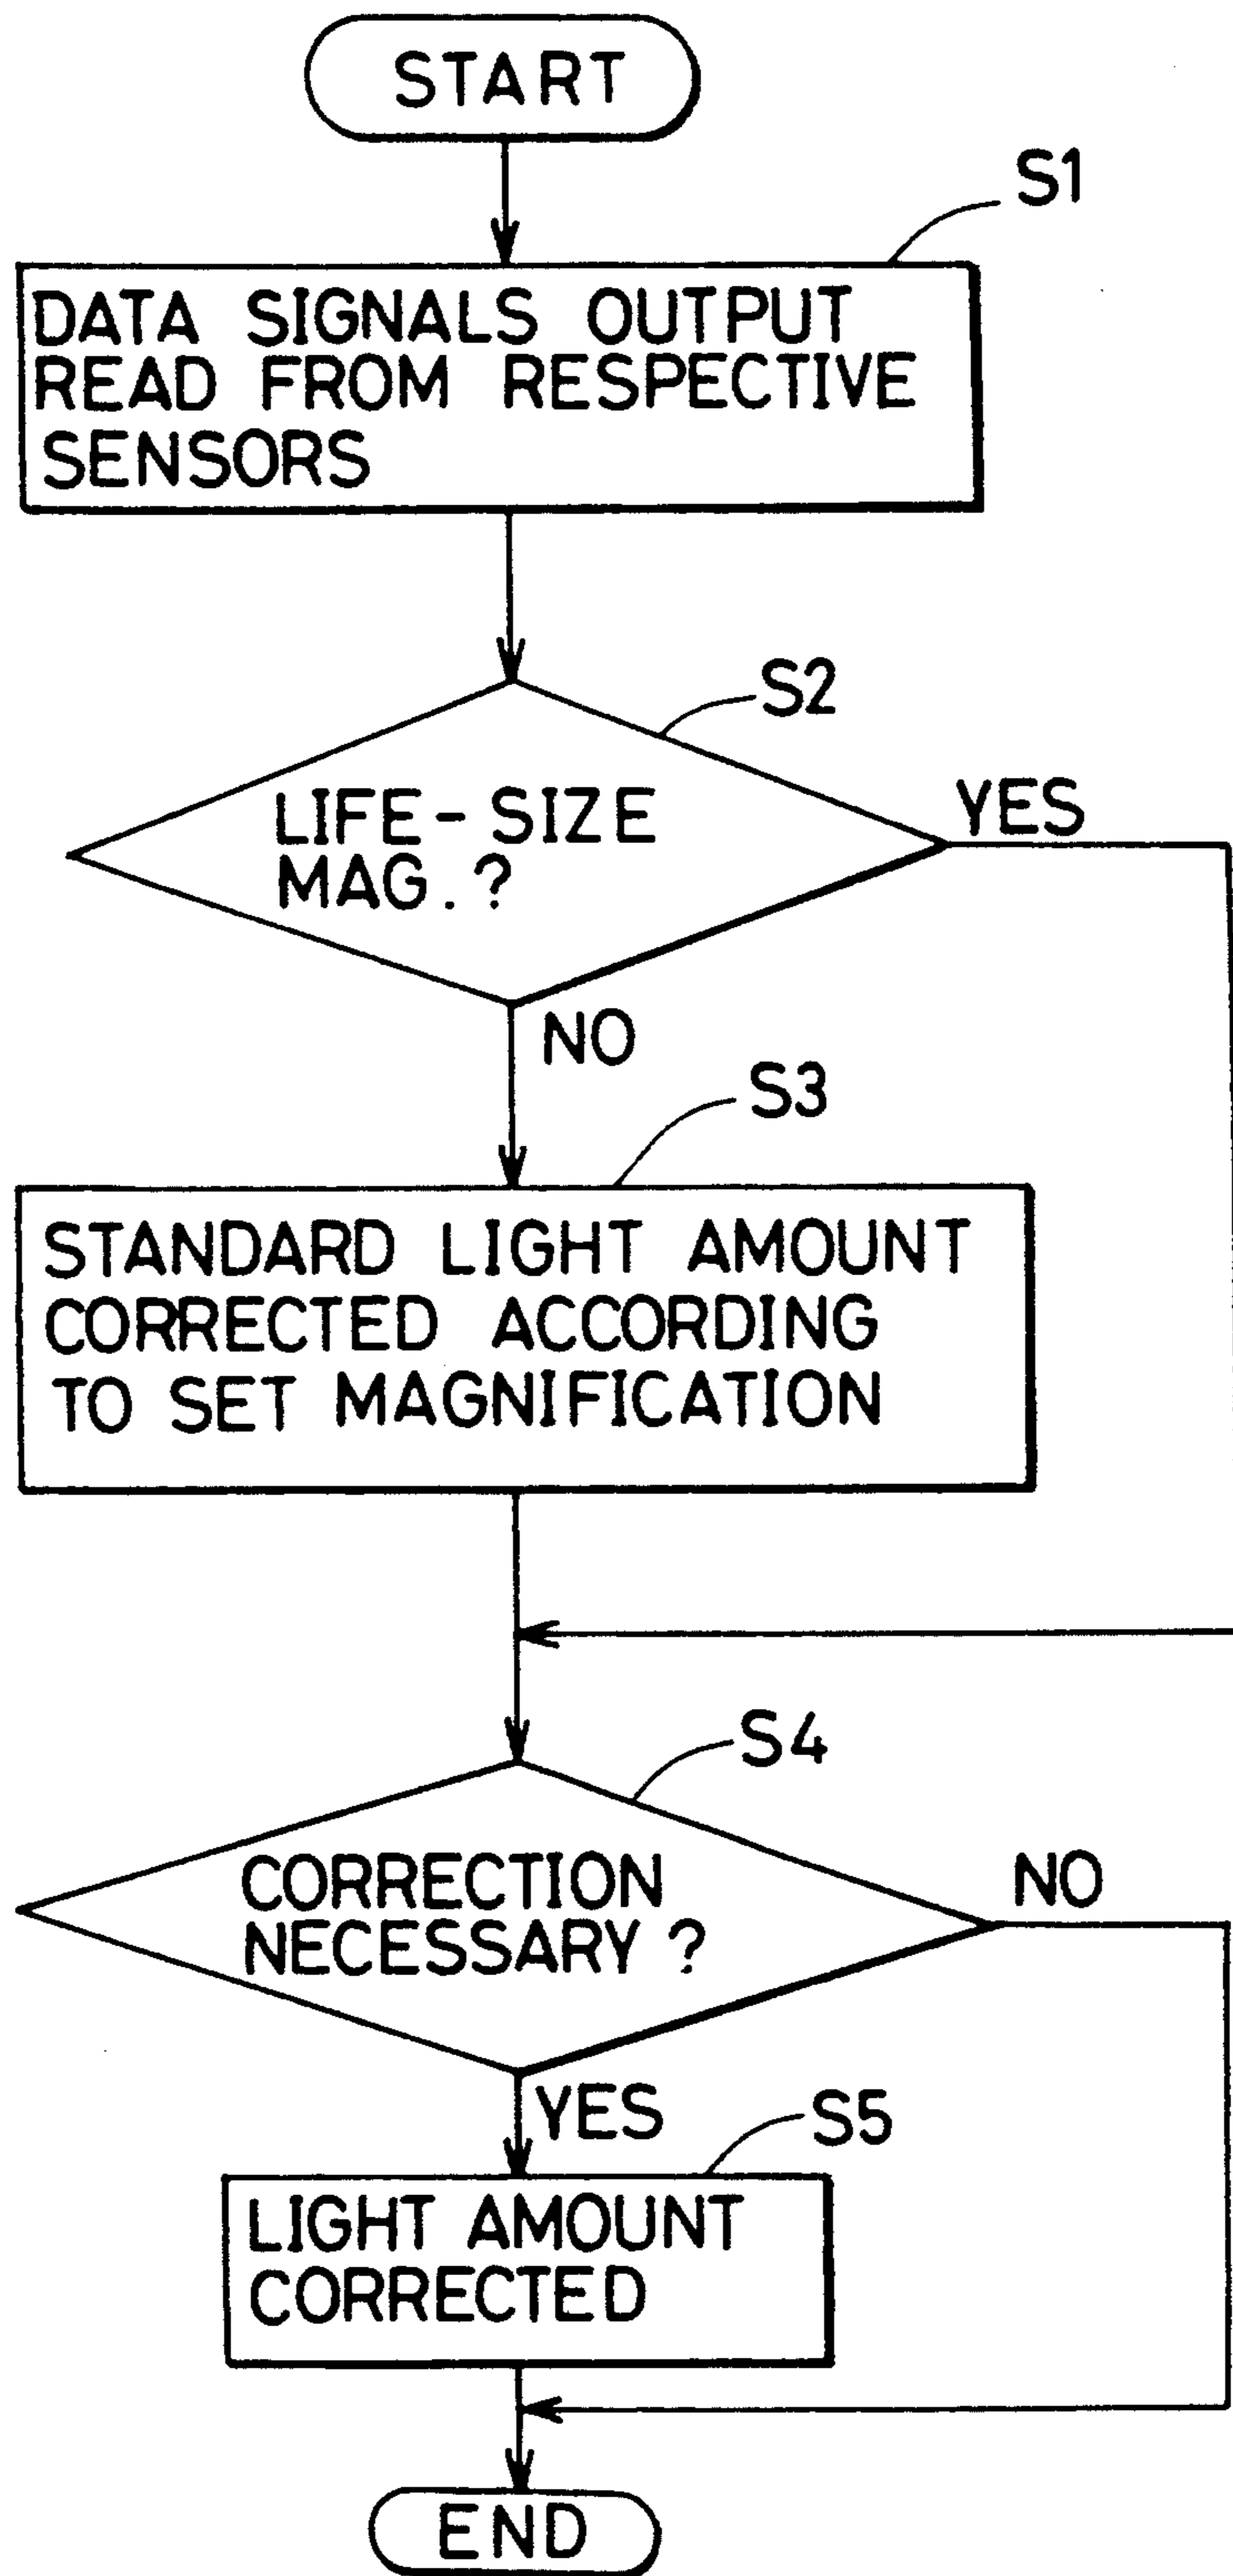 START
S1
DATA SIGNALS OUTPUT
READ FROM RESPECTIVE
SENSORS
S2
LIFE-SIZE
MAG.?
YES
NO
S3
STANDARD LIGHT AMOUNT
CORRECTED ACCORDING
TO SET MAGNIFICATION
S4
CORRECTION
NECESSARY?
NO
YES
S5
LIGHT AMOUNT
CORRECTED
END